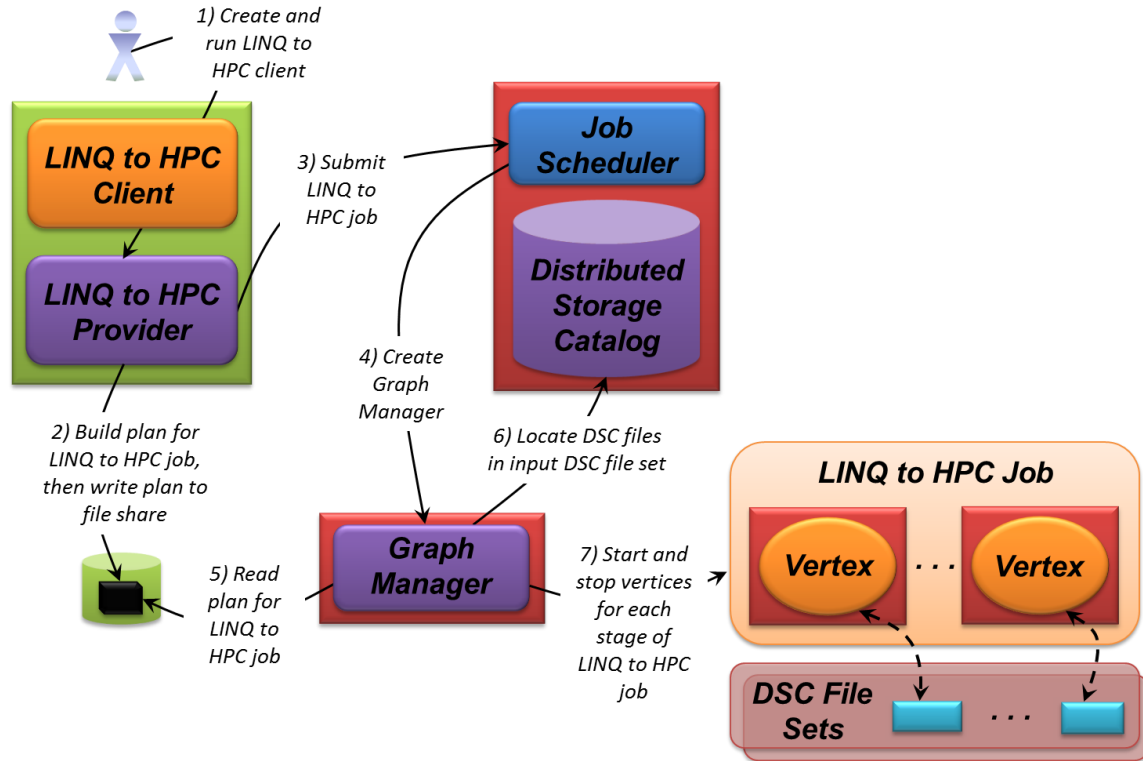 1) Create and
run LINQ to
HPC client
LINQ to HPC
Client
LINQ to HPC
Provider
2) Build plan for
LINQ to HPC job,
then write plan to
file share
3) Submit
LINQ to
HPC job
Job
Scheduler
Distributed
Storage
Catalog
4) Create
Graph
Manager
5) Read
plan for
LINQ to
HPC job
Graph
Manager
6) Locate DSC files
in input DSC file set
7) Start and
stop vertices
for each
stage of
LINQ to HPC
job
LINQ to HPC Job
Vertex
. . .
Vertex
DSC File
Sets
. . .